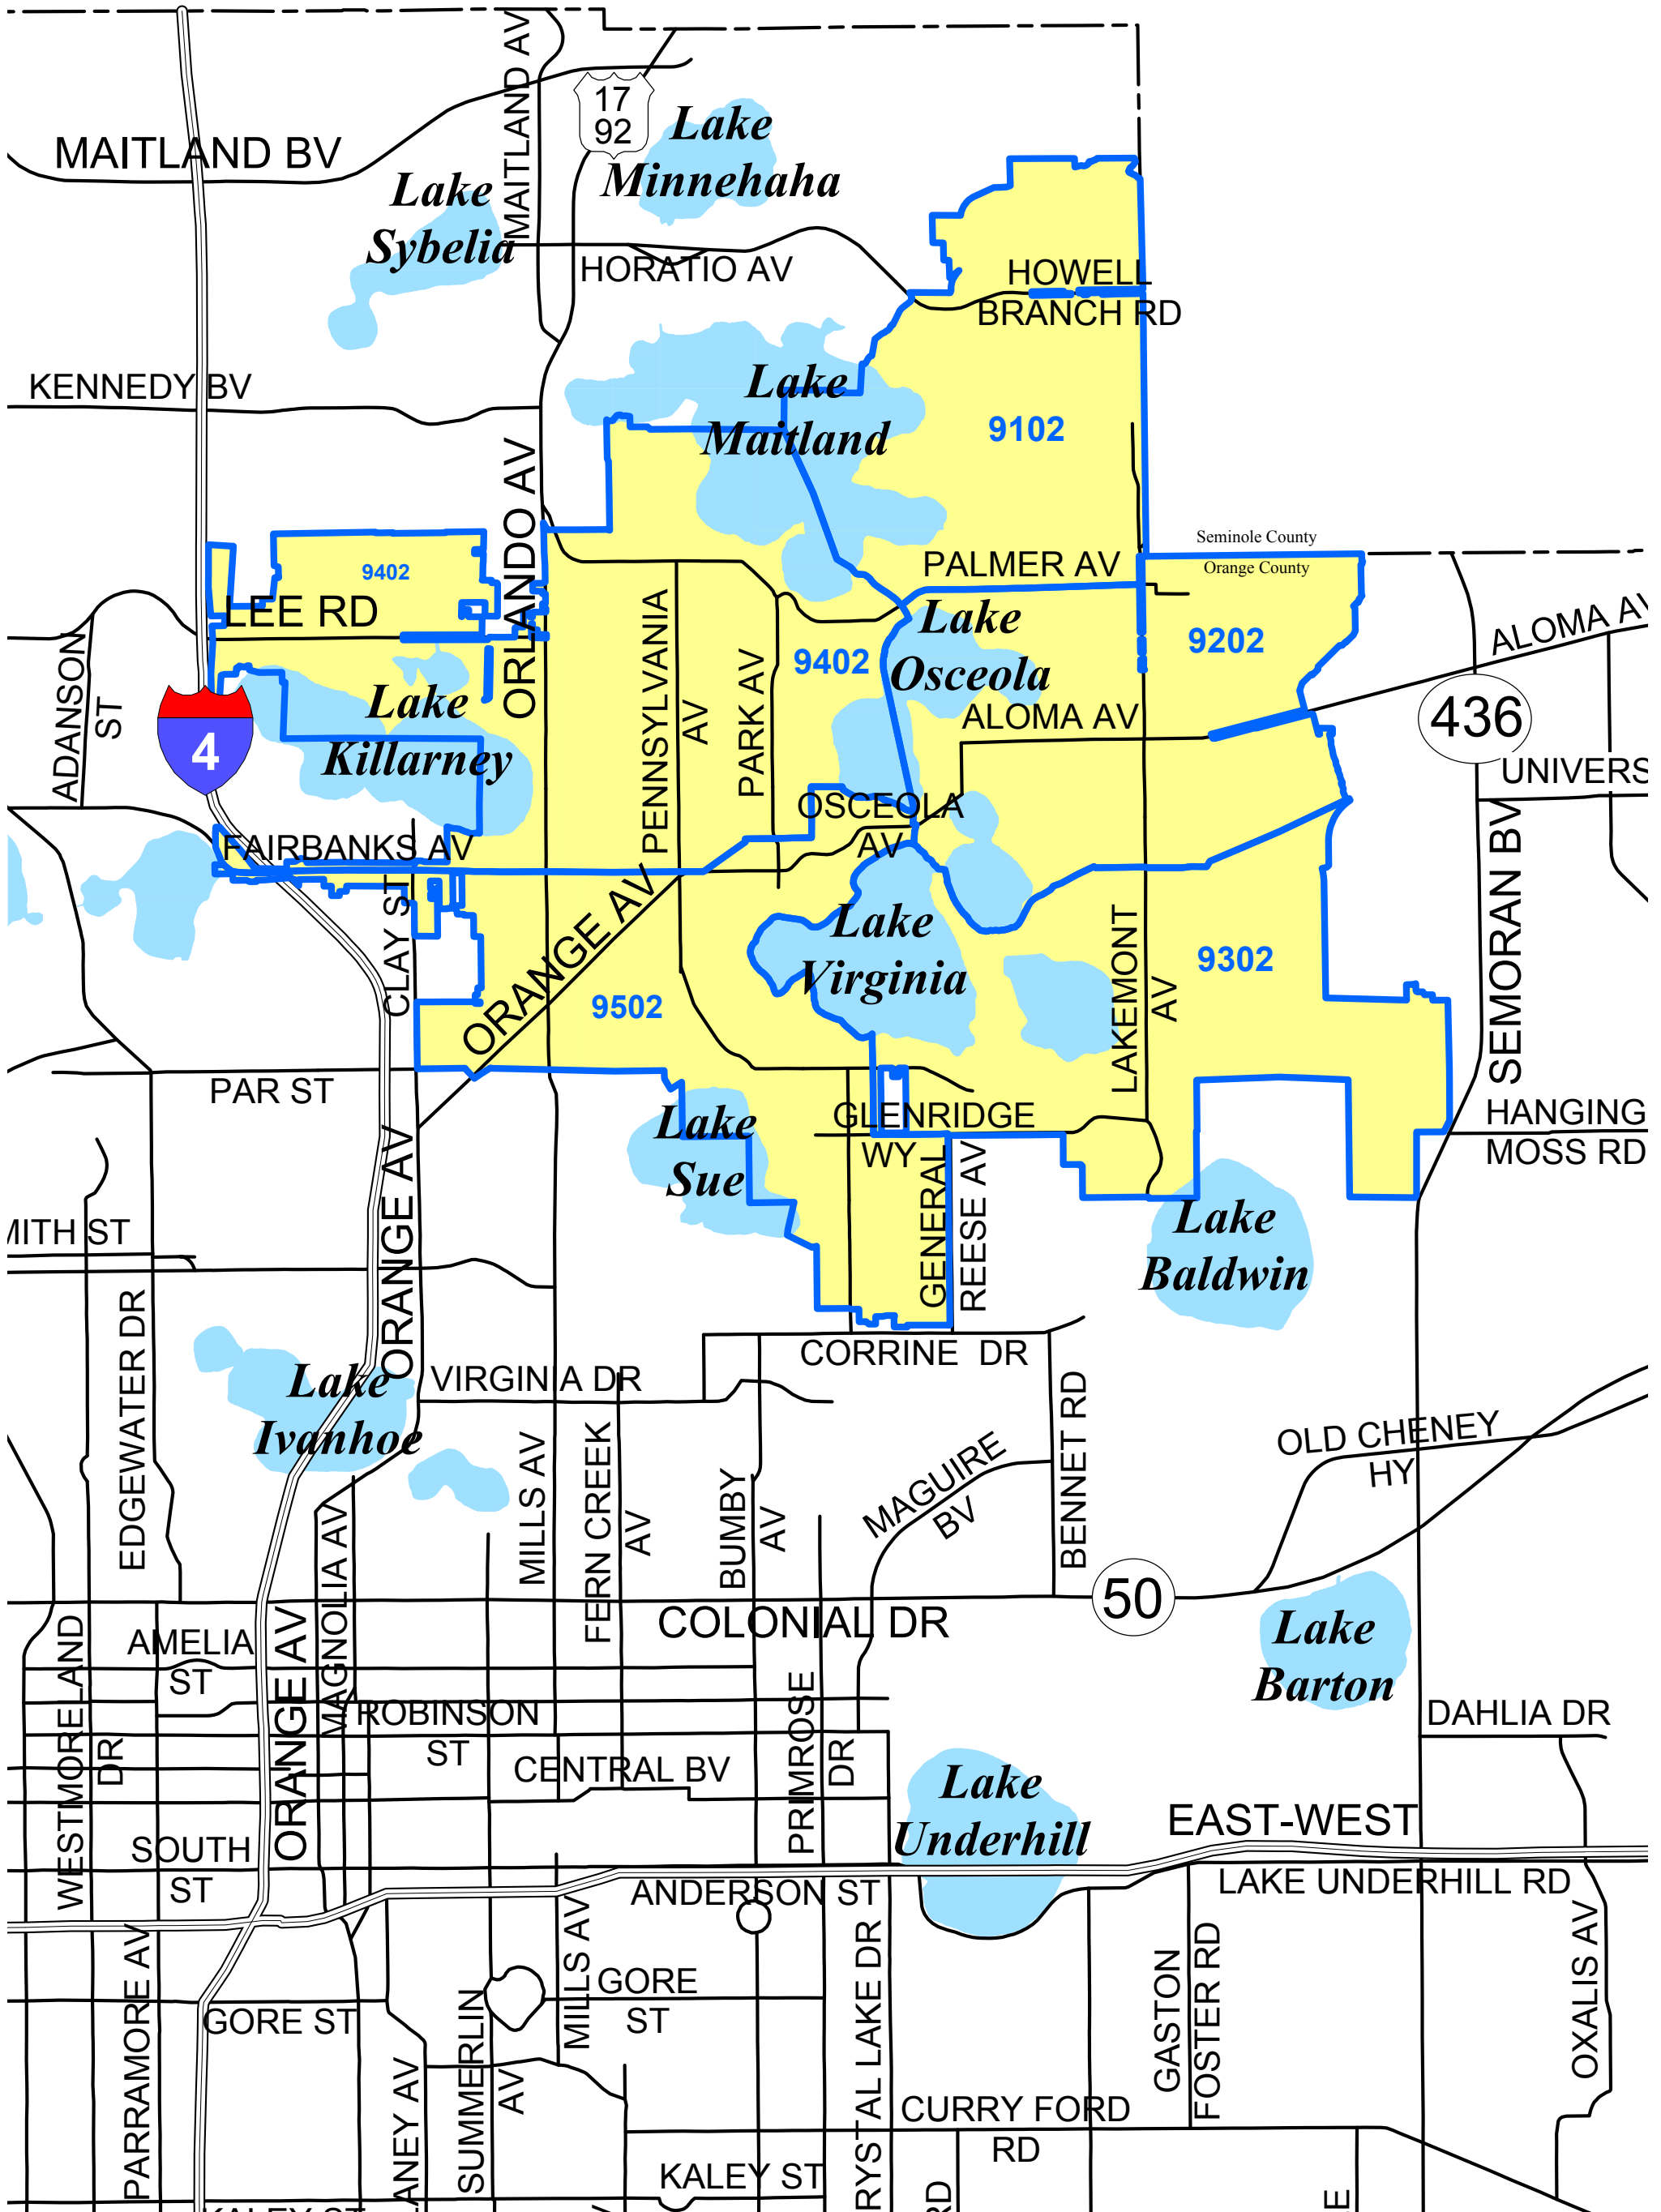 MAITLAND AV
17
92
Lake
Minnehaha
MAITLAND BV
Lake
Sybelia
HORATIO AV
HOWELL
BRANCH RD
KENNEDY BV
Lake
Maitland
9102
ORLANDO AV
Seminole County
Orange County
PALMER AV
9402
LEE RD
Lake
Osceola
9402
9202
ALOMA AV
ADANSON
ST
PENNSYLVANIA
AV
PARK AV
Lake
Killarney
4
ALOMA AV
436
UNIVERS
OSCEOLA
AV
FAIRBANKS AV
SEMORAN BV
CLAY ST
ORANGE AV
Lake
Virginia
LAKEMONT
AV
9302
9502
PAR ST
Lake
Sue
GLENRIDGE
WY
HANGING
MOSS RD
GENERAL
REESE AV
ORANGE AV
Lake
Baldwin
MITH ST
EDGEWATER DR
CORRINE DR
VIRGINIA DR
Lake
Ivanhoe
MILLS AV
FERN CREEK
AV
BUMBY
AV
MAGUIRE
BV
BENNET RD
OLD CHENEY
HY
50
COLONIAL DR
MAGNOLIA AV
ORANGE AV
WESTMORELAND
DR
AMELIA
ST
Lake
Barton
ROBINSON
ST
PRIMROSE
DR
DAHLIA DR
CENTRAL BV
Lake
Underhill
EAST-WEST
SOUTH
ST
ANDERSON ST
LAKE UNDERHILL RD
PARRAMORE AV
MILLS AV
GORE
ST
GORE ST
SUMMERLIN
AV
ANEY AV
RYSTAL LAKE DR
GASTON
FOSTER RD
OXALIS AV
CURRY FORD
RD
KALEY ST
KALEY ST
RD
E